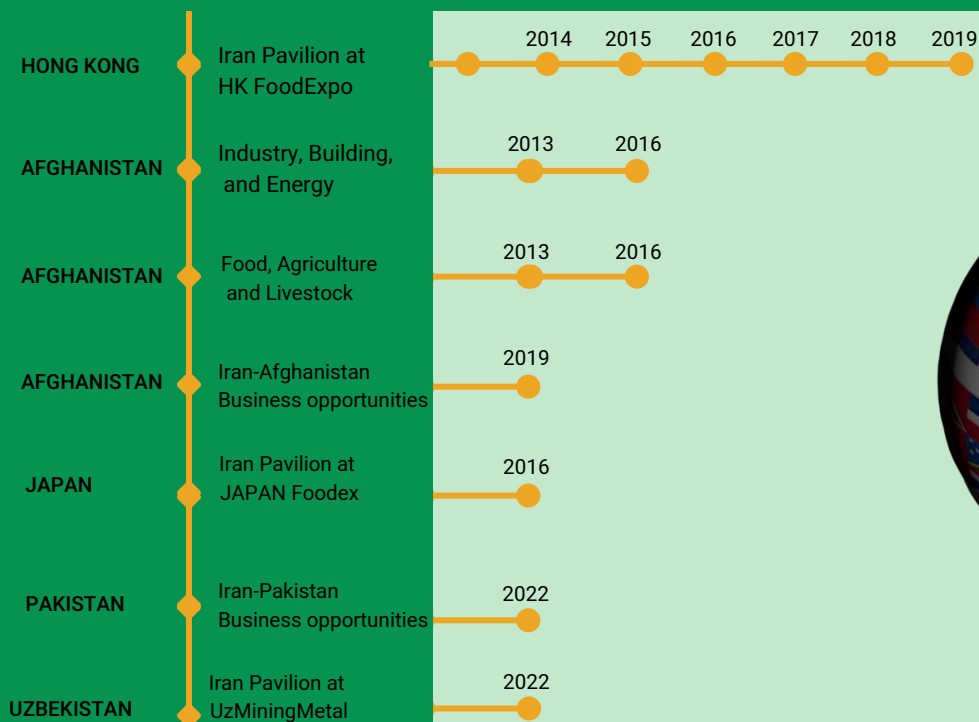 HONG KONG
Iran Pavilion at
HK FoodExpo
2014 2015 2016 2017 2018 2019
AFGHANISTAN
Industry, Building,
and Energy
2013 2016
AFGHANISTAN
Food, Agriculture
and Livestock
2013 2016
AFGHANISTAN
Iran-Afghanistan
Business opportunities
2019
JAPAN
Iran Pavilion at
JAPAN Foodex
2016
PAKISTAN
Iran-Pakistan
Business opportunities
2022
UZBEKISTAN
Iran Pavilion at
UzMiningMetal
2022